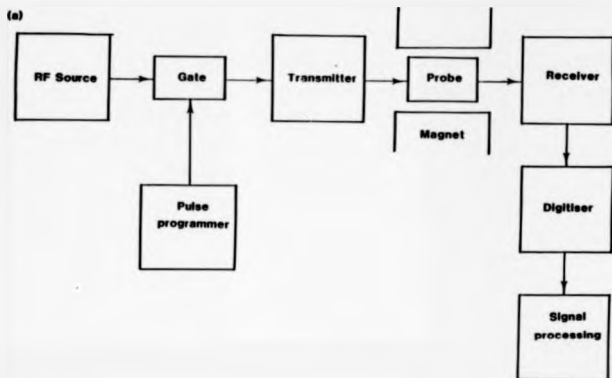 (a)
RF Source
Gate
Transmitter
Probe
Receiver
Magnet
Pulse
programmer
Digitiser
Signal
processing